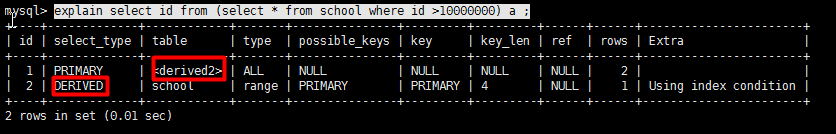 mysql> explain select id from (select * from school where id >10000000) a ;
+----+-------------+------------+-------+---------------+---------+---------+------+------+-----------------------+
| id | select_type | table | type | possible_keys | key | key_len | ref | rows | Extra |
+----+-------------+------------+-------+---------------+---------+---------+------+------+-----------------------+
| 1 | PRIMARY | <derived2> | ALL | NULL | NULL | NULL | NULL | 2 | |
| 2 | DERIVED | school | range | PRIMARY | PRIMARY | 4 | NULL | 1 | Using index condition |
+----+-------------+------------+-------+---------------+---------+---------+------+------+-----------------------+
2 rows in set (0.01 sec)